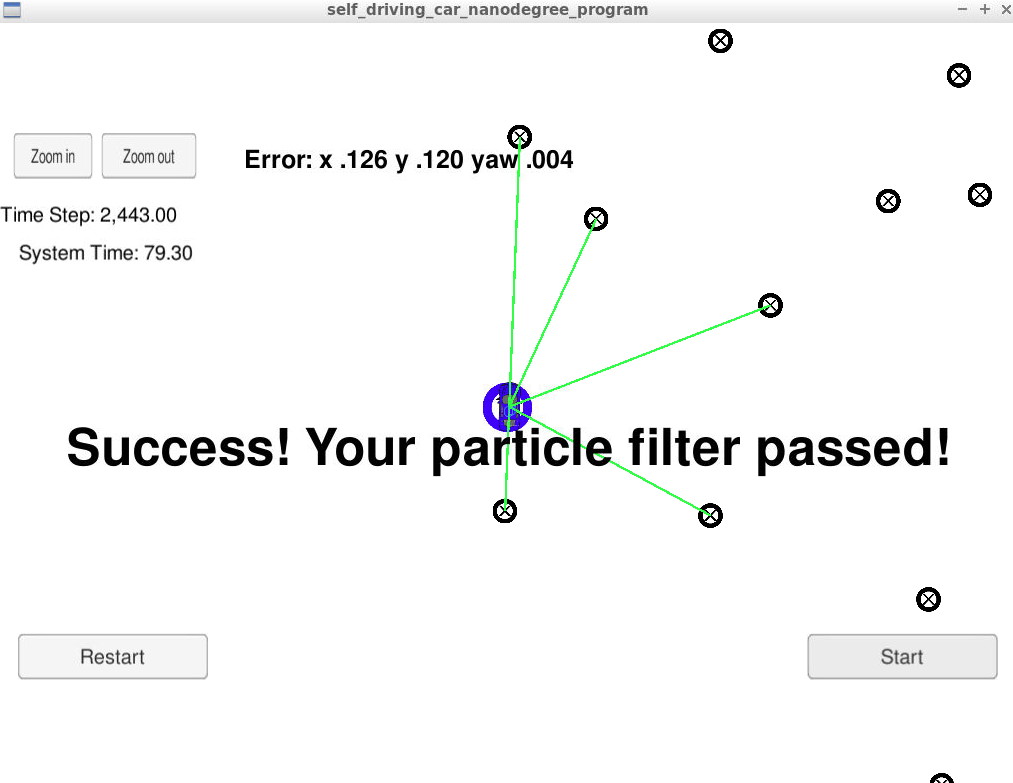 self_driving_car_nanodegree_program
Zoom in
Zoom out
Error: x .126 y .120 yaw .004
Time Step: 2,443.00
System Time: 79.30
Success! Your particle filter passed!
Restart
Start